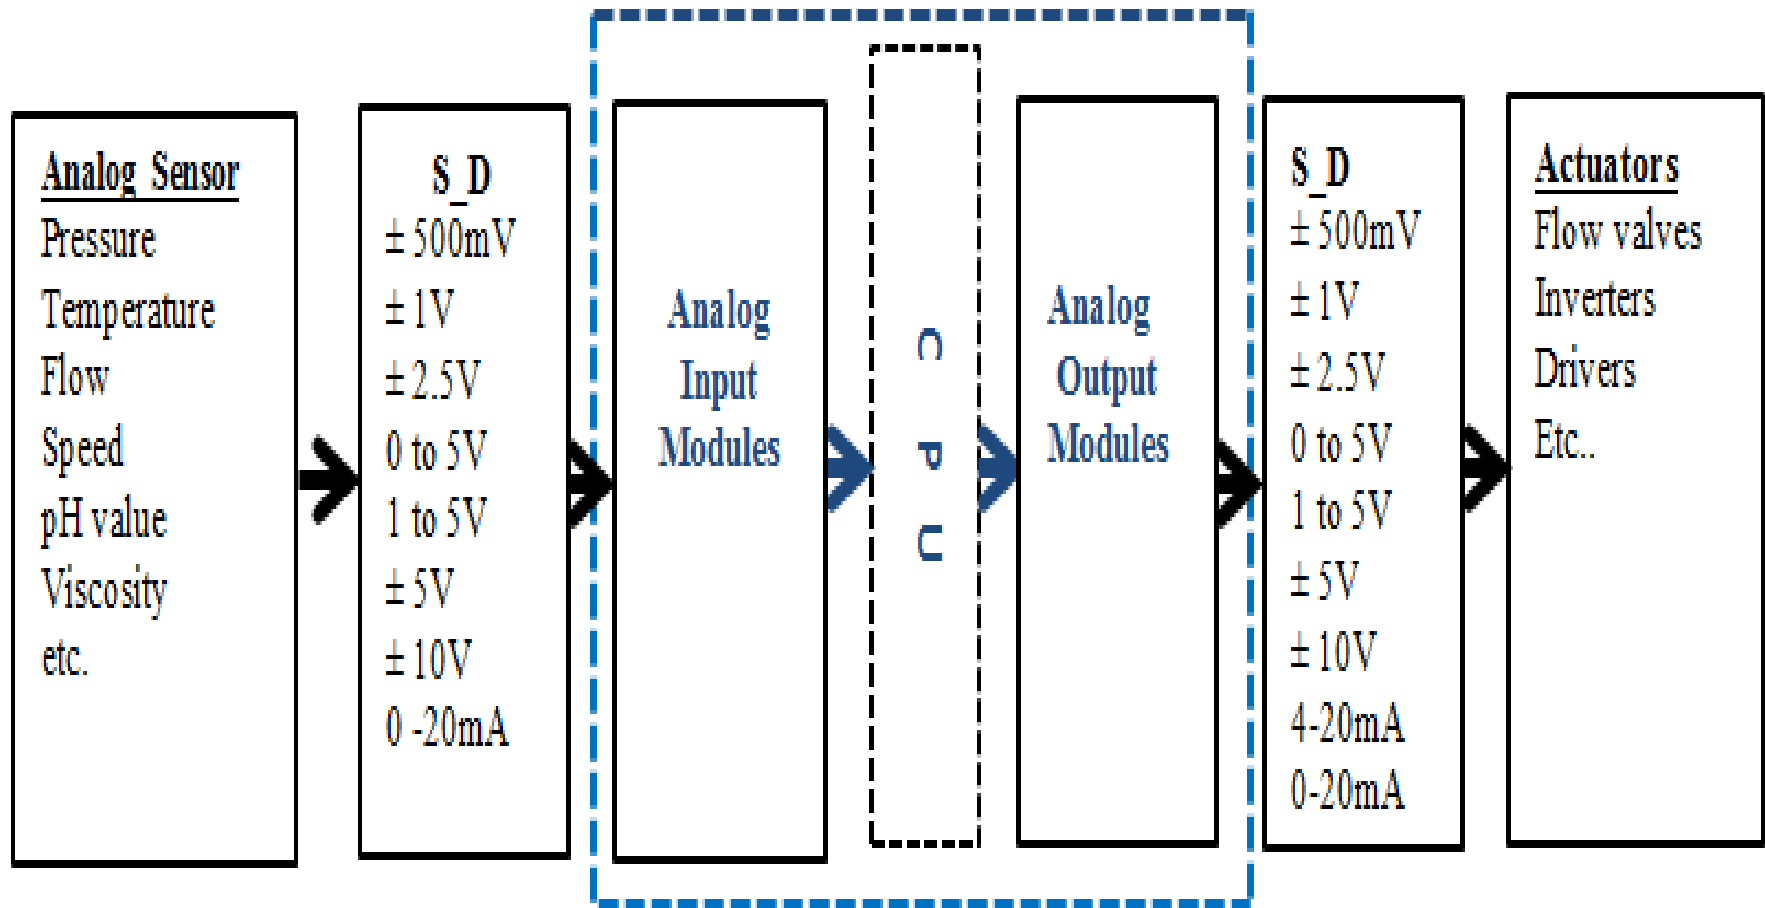 Analog Sensor
Pressure
Temperature
Flow
Speed
pH value
Viscosity
etc.
S_D
± 500mV
± 1V
± 2.5V
0 to 5V
1 to 5V
± 5V
± 10V
0 -20mA
Analog
Input
Modules
C
P
U
Analog
Output
Modules
S_D
± 500mV
± 1V
± 2.5V
0 to 5V
1 to 5V
± 5V
± 10V
4-20mA
0-20mA
Actuators
Flow valves
Inverters
Drivers
Etc..